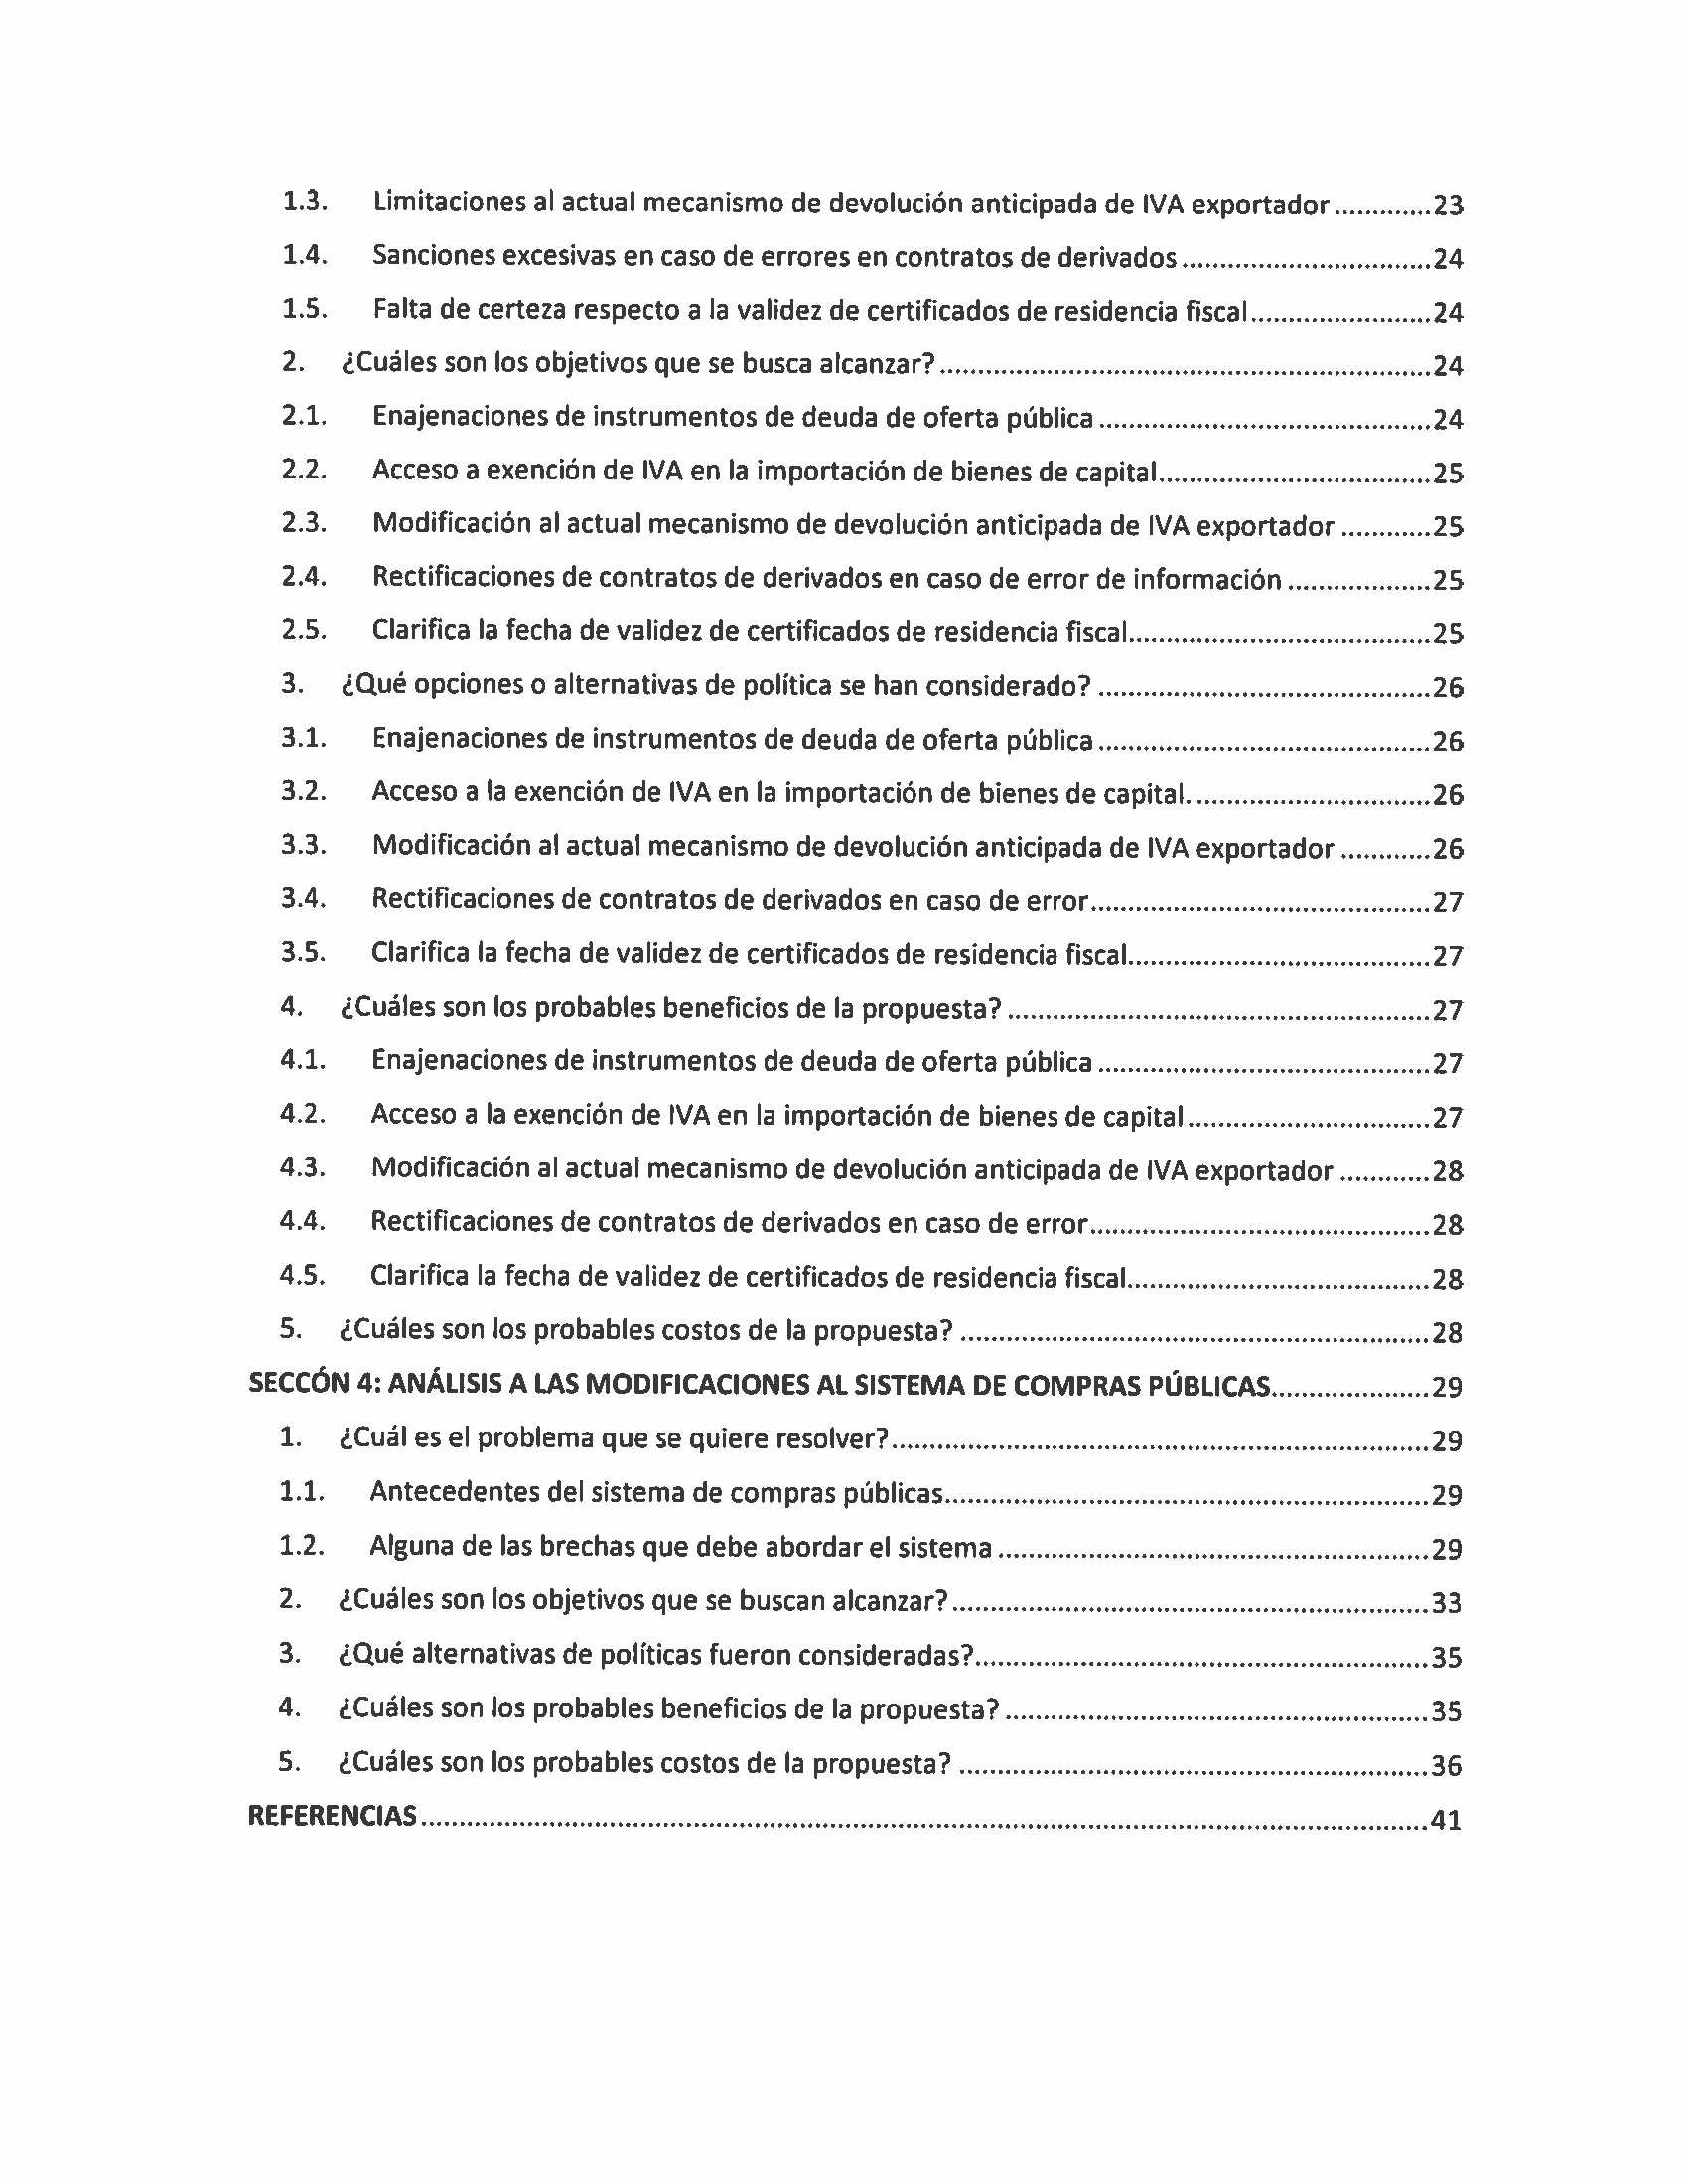 1.3. Limitaciones al actual mecanismo de devolución anticipada de IVA exportador.............23
1.4. Sanciones excesivas en caso de errores en contratos de derivados.................................24
1.5. Falta de certeza respecto a la validez de certificados de residencia fiscal........................24
2. ¿Cuáles son los objetivos que se busca alcanzar?.................................................................24
2.1. Enajenaciones de instrumentos de deuda de oferta pública............................................24
2.2. Acceso a exención de IVA en la importación de bienes de capital....................................25
2.3. Modificación al actual mecanismo de devolución anticipada de IVA exportador............25
2.4. Rectificaciones de contratos de derivados en caso de error de información...................25
2.5. Clarifica la fecha de validez de certificados de residencia fiscal........................................25
3. ¿Qué opciones o alternativas de política se han considerado?............................................26
3.1. Enajenaciones de instrumentos de deuda de oferta pública............................................26
3.2. Acceso a la exención de IVA en la importación de bienes de capital. ...............................26
3.3. Modificación al actual mecanismo de devolución anticipada de IVA exportador............26
3.4. Rectificaciones de contratos de derivados en caso de error.............................................27
3.5. Clarifica la fecha de validez de certificados de residencia fiscal........................................27
4. ¿Cuáles son los probables beneficios de la propuesta?........................................................27
4.1. Enajenaciones de instrumentos de deuda de oferta pública............................................27
4.2. Acceso a la exención de IVA en la importación de bienes de capital................................27
4.3. Modificación al actual mecanismo de devolución anticipada de IVA exportador............28
4.4. Rectificaciones de contratos de derivados en caso de error.............................................28
4.5. Clarifica la fecha de validez de certificados de residencia fiscal........................................28
5. ¿Cuáles son los probables costos de la propuesta?..............................................................28
SECCÓN 4: ANÁLISIS A LAS MODIFICACIONES AL SISTEMA DE COMPRAS PÚBLICAS.....................29
1. ¿Cuál es el problema que se quiere resolver?.......................................................................29
1.1. Antecedentes del sistema de compras públicas................................................................29
1.2. Alguna de las brechas que debe abordar el sistema.........................................................29
2. ¿Cuáles son los objetivos que se buscan alcanzar?...............................................................33
3. ¿Qué alternativas de políticas fueron consideradas?............................................................35
4. ¿Cuáles son los probables beneficios de la propuesta?........................................................35
5. ¿Cuáles son los probables costos de la propuesta?..............................................................36
REFERENCIAS.....................................................................................................................................41